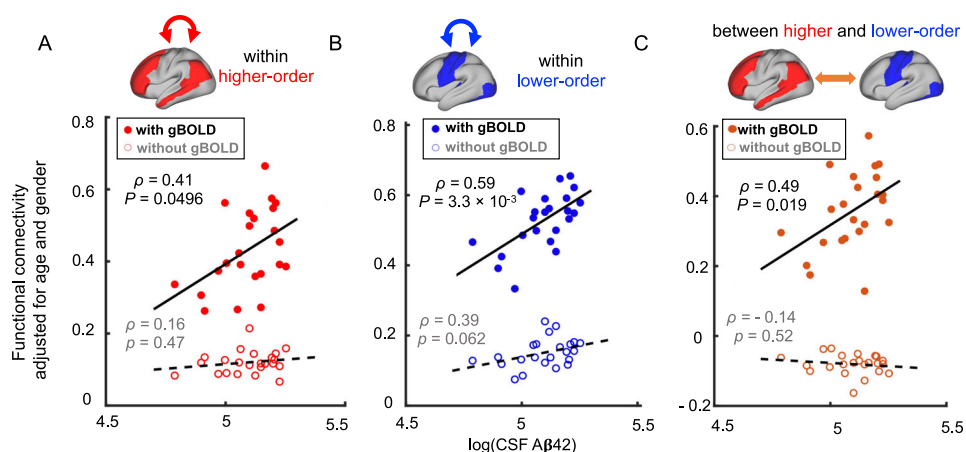 A
within
higher-order
with gBOLD
without gBOLD
ρ = 0.41
P = 0.0496
ρ = 0.16
p = 0.47
0.6
0.4
0.2
0
4.5
5
5.5
Functional connectivity
adjusted for age and gender
B
within
lower-order
with gBOLD
without gBOLD
ρ = 0.59
P = 3.3 × 10⁻³
ρ = 0.39
p = 0.062
0.8
0.6
0.4
0.2
0
4.5
5
5.5
log(CSF Aβ42)
C
between higher and lower-order
with gBOLD
without gBOLD
ρ = 0.49
P = 0.019
ρ = - 0.14
p = 0.52
0.6
0.4
0.2
0
- 0.2
4.5
5
5.5